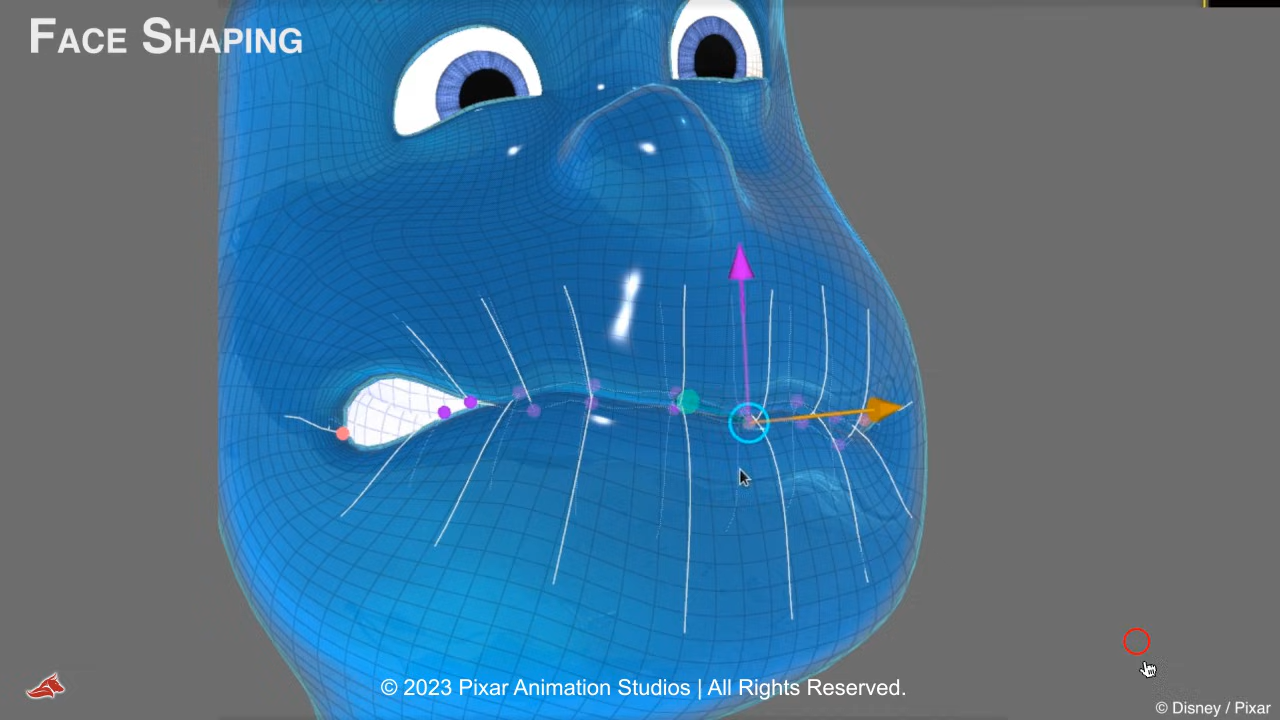 FACE SHAPING
© 2023 Pixar Animation Studios | All Rights Reserved.
© Disney / Pixar